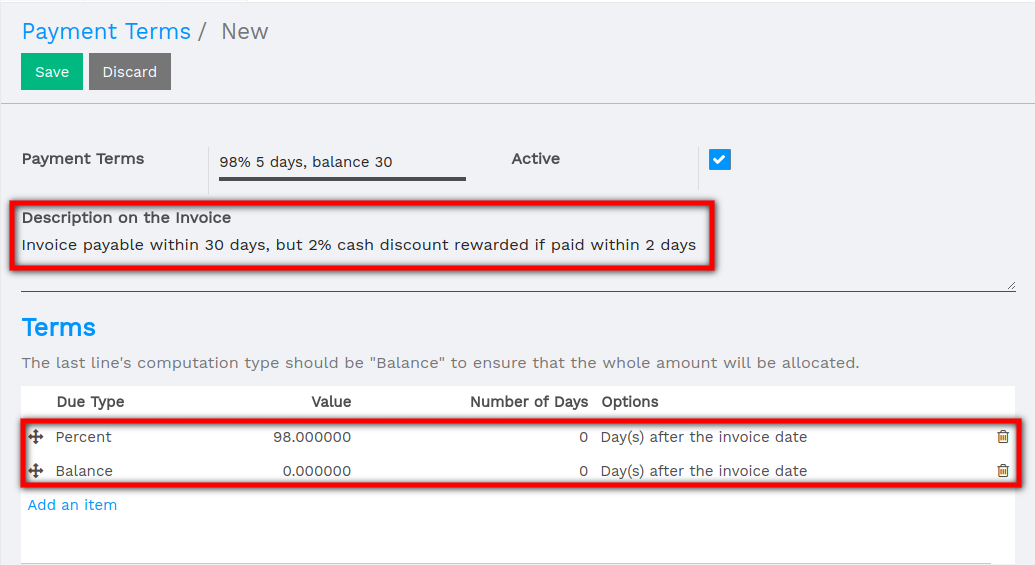 Payment Terms / New
Save Discard
Payment Terms 98% 5 days, balance 30 Active
Description on the Invoice
Invoice payable within 30 days, but 2% cash discount rewarded if paid within 2 days
Terms
The last line's computation type should be "Balance" to ensure that the whole amount will be allocated.
Due Type Value Number of Days Options
Percent 98.000000 0 Day(s) after the invoice date
Balance 0.000000 0 Day(s) after the invoice date
Add an item